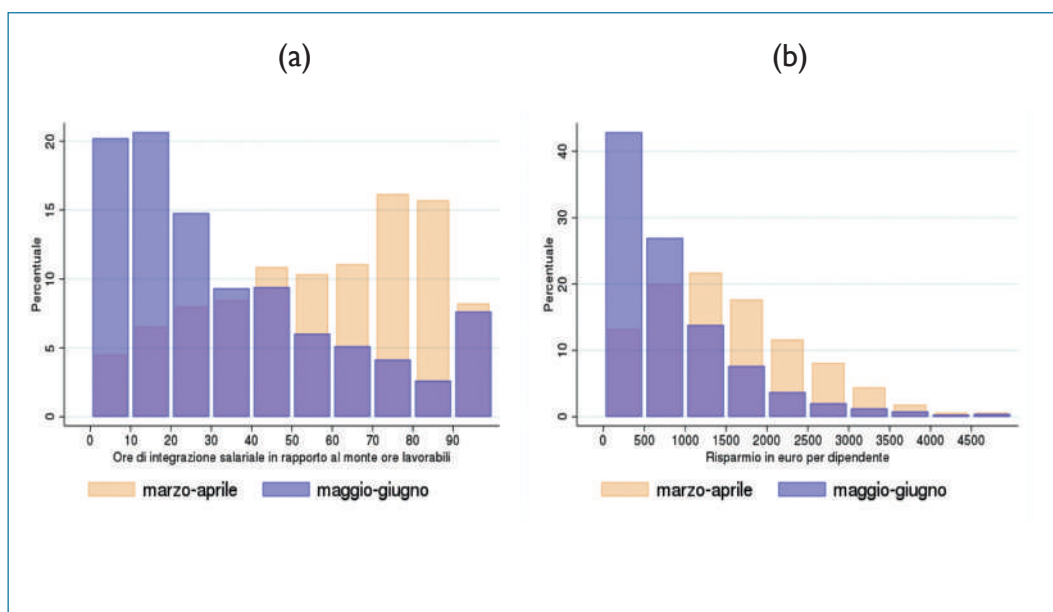 (a)
(b)
Percentuale
20
15
10
5
0
0 10 20 30 40 50 60 70 80 90
Ore di integrazione salariale in rapporto al monte ore lavorabili
marzo-aprile maggio-giugno
Percentuale
40
30
20
10
0
0 500 1000 1500 2000 2500 3000 3500 4000 4500
Risparmio in euro per dipendente
marzo-aprile maggio-giugno